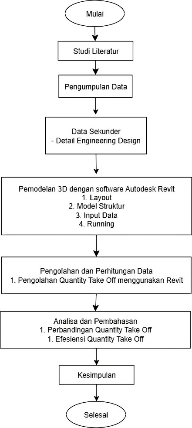 Mulai
Studi Literatur
Pengumpulan Data
Data Sekunder
- Detail Engineering Design
Pemodelan 3D dengan software Autodesk Revit
1. Layout
2. Model Struktur
3. Input Data
4. Running
Pengolahan dan Perhitungan Data
1. Pengolahan Quantity Take Off menggunakan Revit
Analisa dan Pembahasan
1. Perbandingan Quantity Take Off
1. Efesiensi Quantity Take Off
Kesimpulan
Selesai